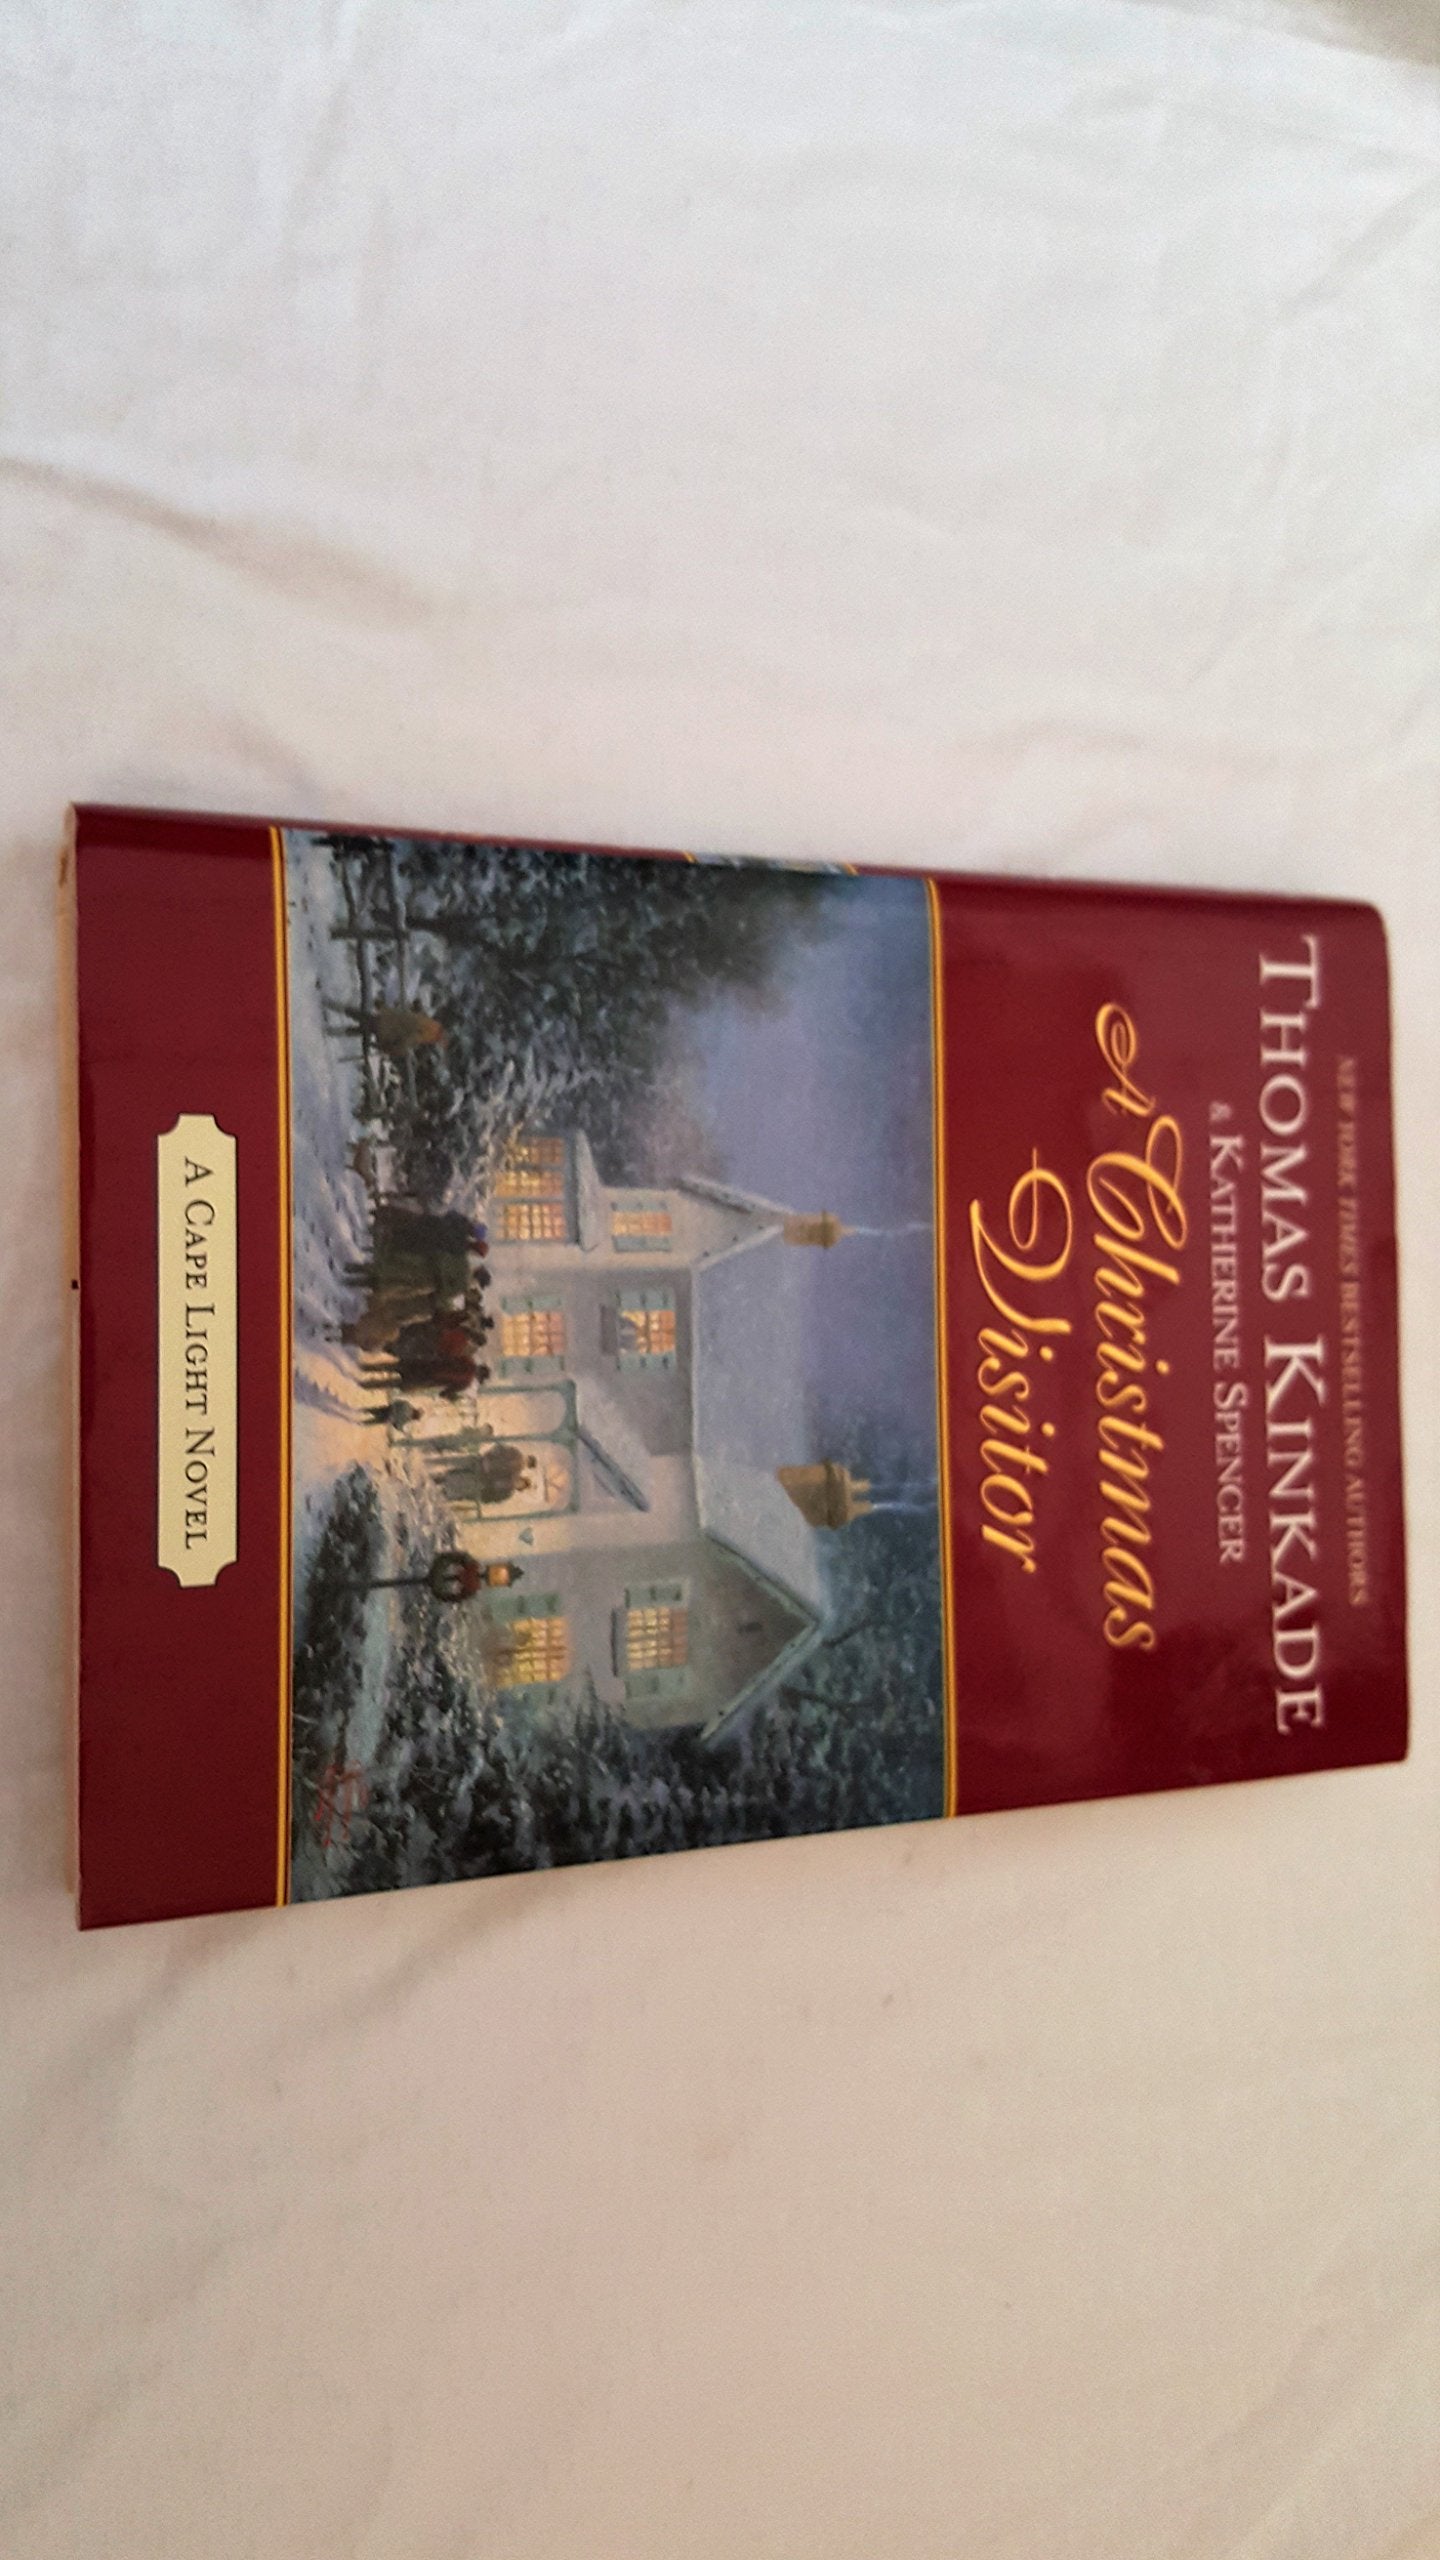 NEW YORK TIMES BESTSELLING AUTHORS
THOMAS KINKADE
& KATHERINE SPENCER
A Christmas
Visitor
A CAPE LIGHT NOVEL